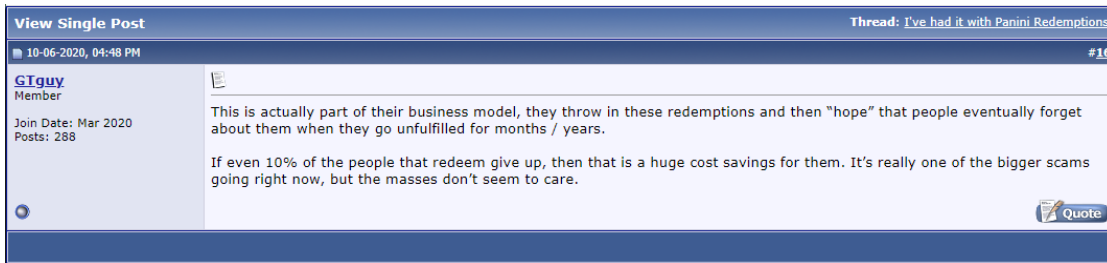 View Single Post
Thread: I've had it with Panini Redemptions
10-06-2020, 04:48 PM
#16
GTguy
Member
Join Date: Mar 2020
Posts: 288
This is actually part of their business model, they throw in these redemptions and then “hope” that people eventually forget
about them when they go unfulfilled for months / years.
If even 10% of the people that redeem give up, then that is a huge cost savings for them. It’s really one of the bigger scams
going right now, but the masses don’t seem to care.
Quote